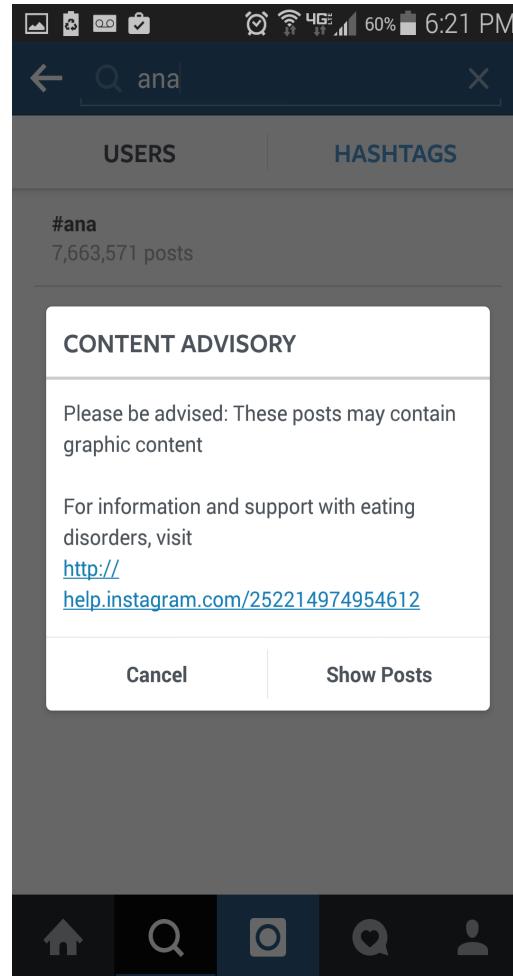 4G 60% 6:21 PM
ana
USERS HASHTAGS
#ana
7,663,571 posts
CONTENT ADVISORY
Please be advised: These posts may contain
graphic content
For information and support with eating
disorders, visit
http://
help.instagram.com/252214974954612
Cancel Show Posts